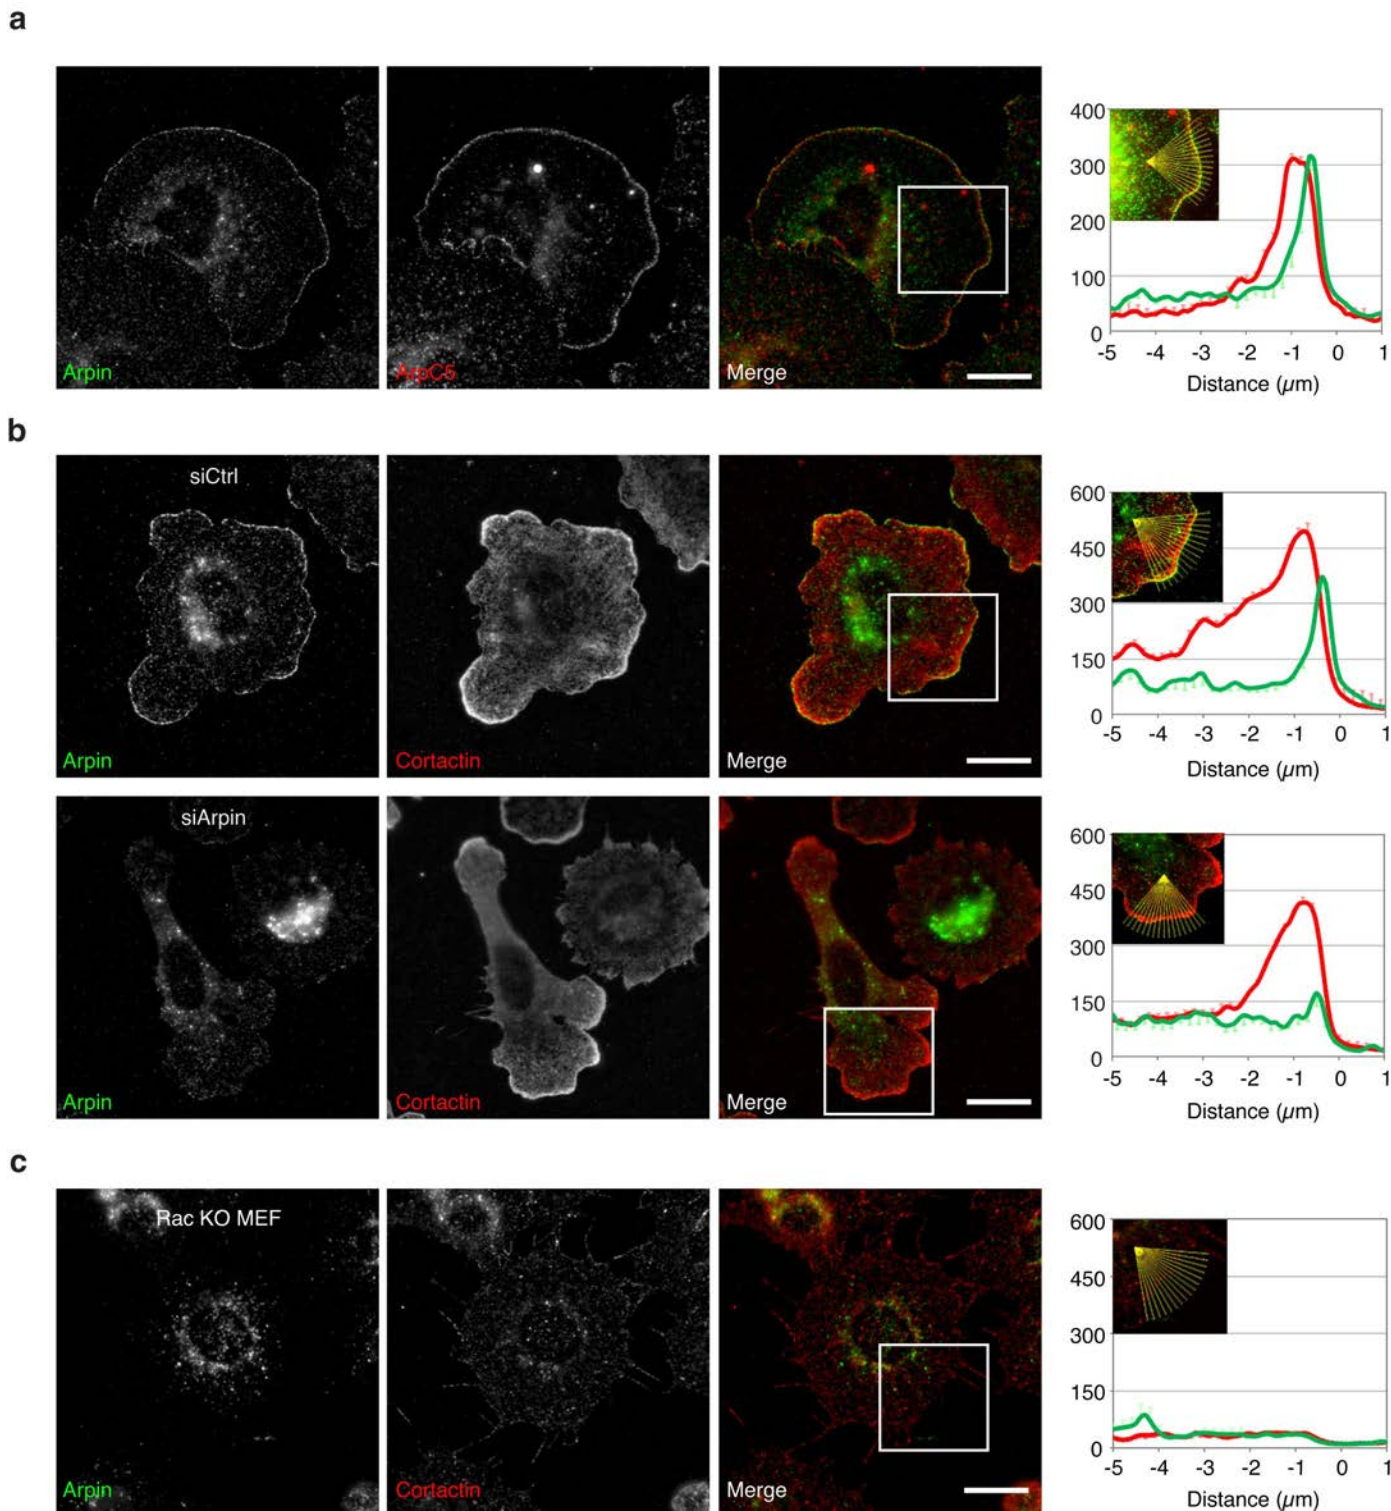 a
Arpin
ArpC5
Merge
400
300
200
100
0
-5 -4 -3 -2 -1 0 1
Distance (µm)
b
siCtrl
Arpin
Cortactin
Merge
600
450
300
150
0
-5 -4 -3 -2 -1 0 1
Distance (µm)
siArpin
Arpin
Cortactin
Merge
600
450
300
150
0
-5 -4 -3 -2 -1 0 1
Distance (µm)
c
Rac KO MEF
Arpin
Cortactin
Merge
600
450
300
150
0
-5 -4 -3 -2 -1 0 1
Distance (µm)